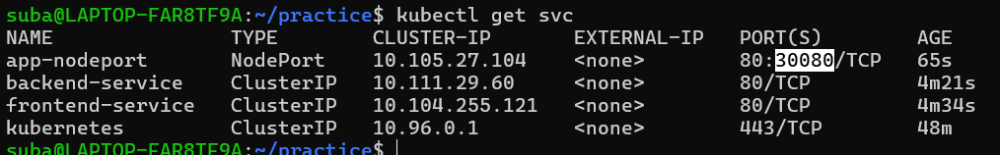 suba@LAPTOP-FAR8TF9A:~/practice$ kubectl get svc
NAME TYPE CLUSTER-IP EXTERNAL-IP PORT(S) AGE
app-nodeport NodePort 10.105.27.104 <none> 80:30080/TCP 65s
backend-service ClusterIP 10.111.29.60 <none> 80/TCP 4m21s
frontend-service ClusterIP 10.104.255.121 <none> 80/TCP 4m34s
kubernetes ClusterIP 10.96.0.1 <none> 443/TCP 48m
suba@LAPTOP-FAR8TF9A:~/practice$